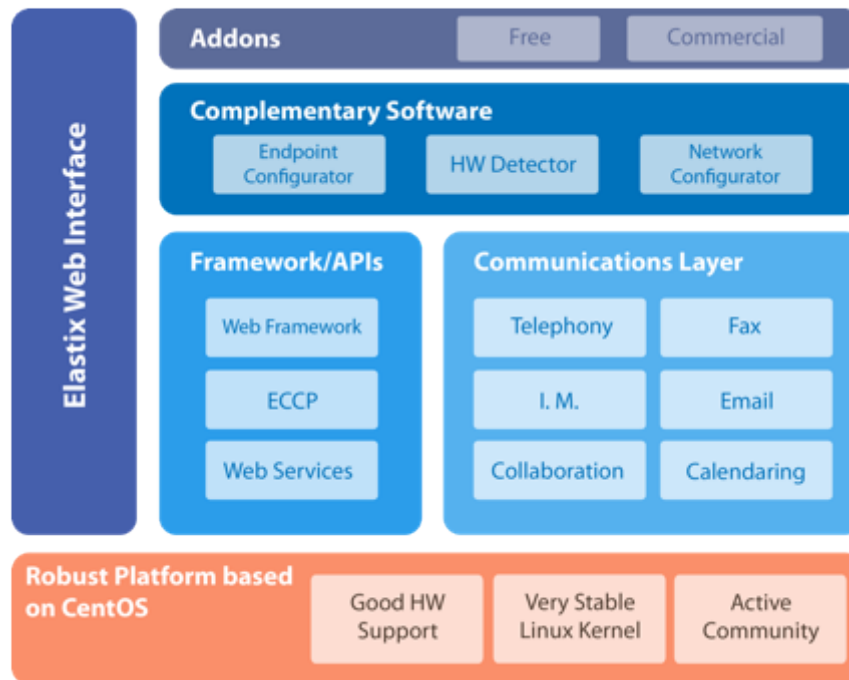 Elastix Web Interface
Addons
Free
Commercial
Complementary Software
Endpoint
Configurator
HW Detector
Network
Configurator
Framework/APIs
Web Framework
ECCP
Web Services
Communications Layer
Telephony
Fax
I. M.
Email
Collaboration
Calendaring
Robust Platform based
on CentOS
Good HW
Support
Very Stable
Linux Kernel
Active
Community